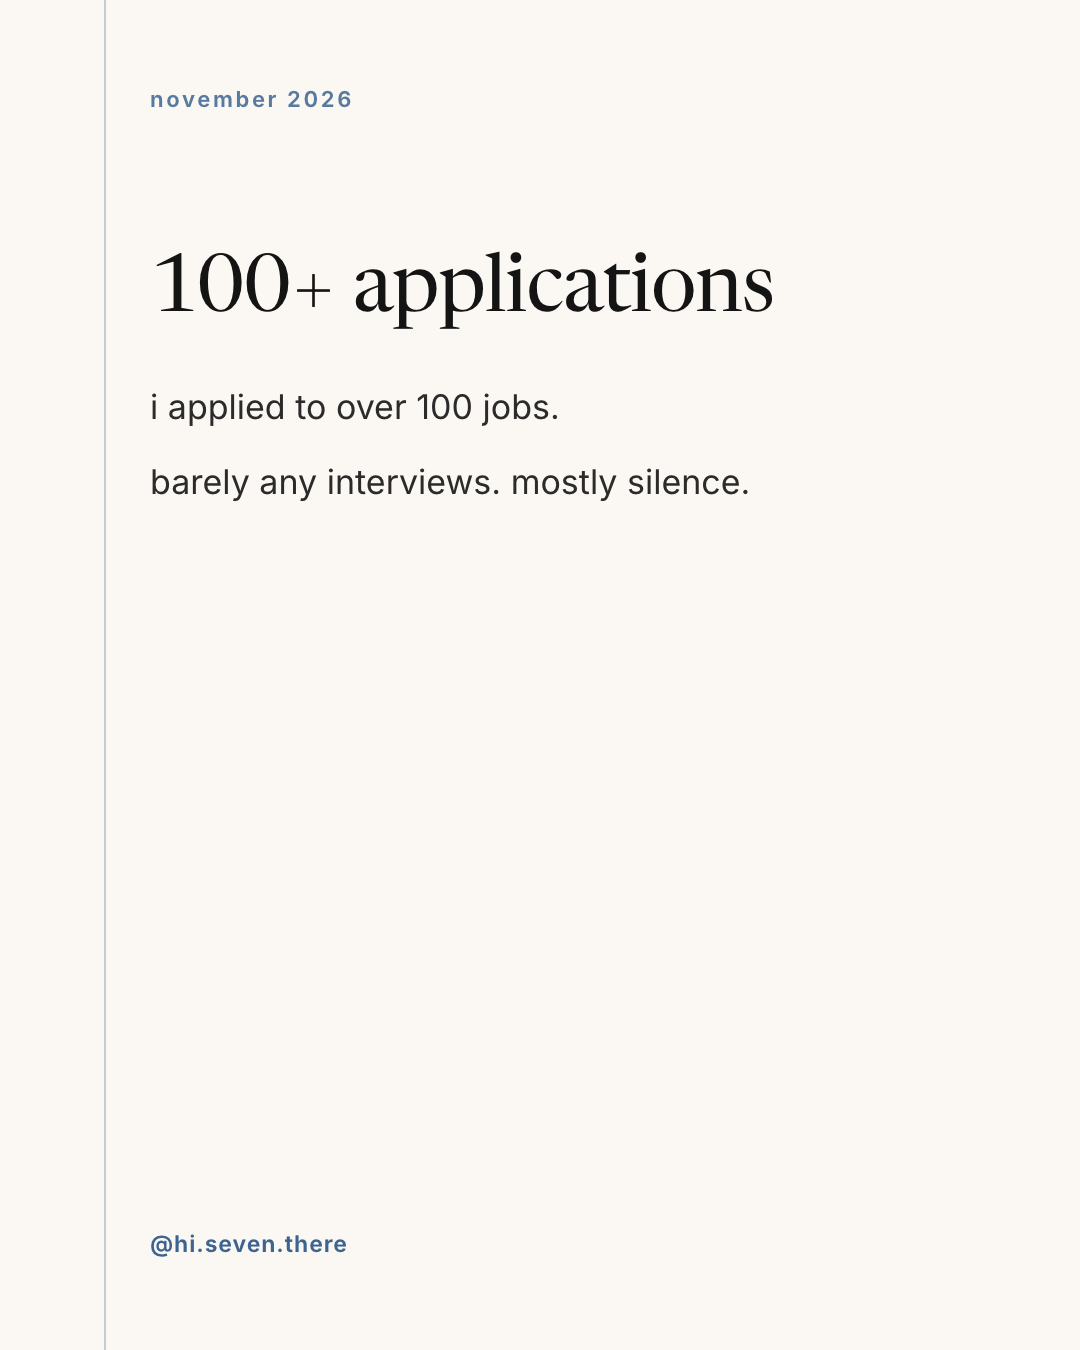 november 2026
100+ applications
i applied to over 100 jobs.
barely any interviews. mostly silence.
@hi.seven.there